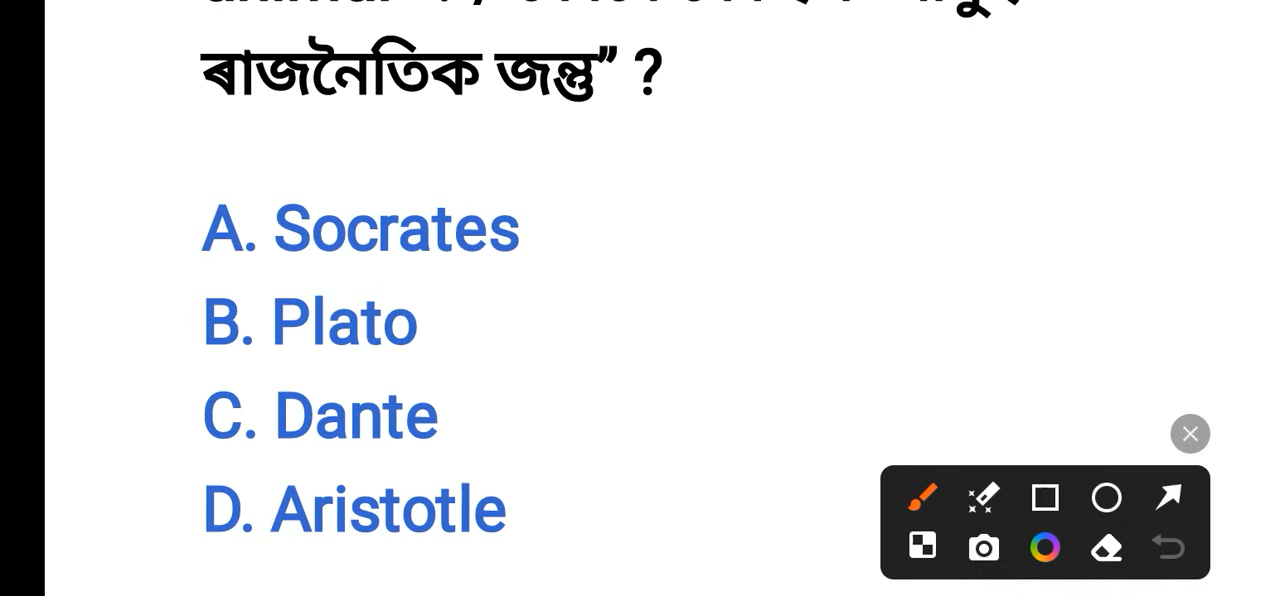 ৰাজনৈতিক জন্তু” ?
A. Socrates
B. Plato
C. Dante
D. Aristotle